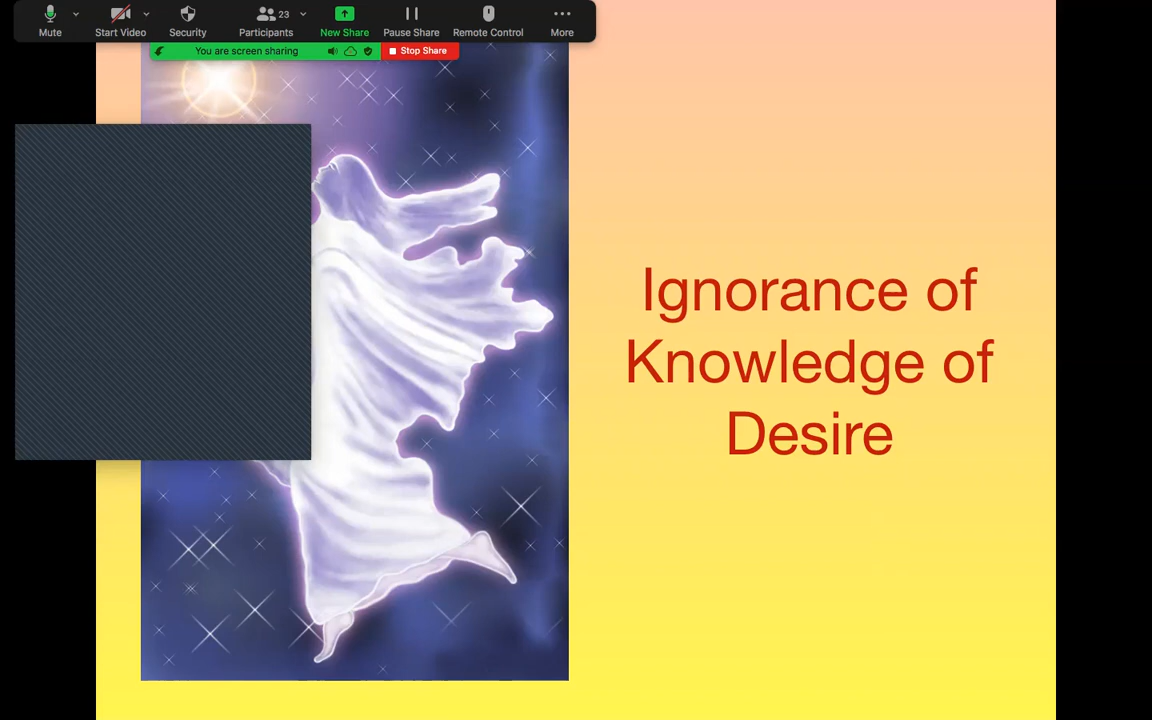 Mute
Start Video
Security
Participants
23
New Share
Pause Share
Remote Control
More
You are screen sharing
Stop Share
Ignorance of
Knowledge of
Desire